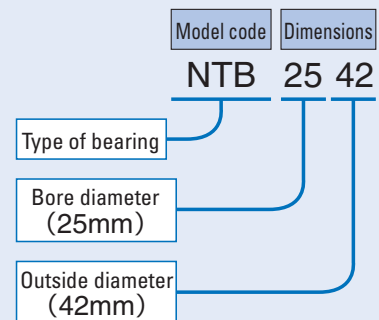 Model code Dimensions
NTB 25 42
Type of bearing
Bore diameter
(25mm)
Outside diameter
(42mm)